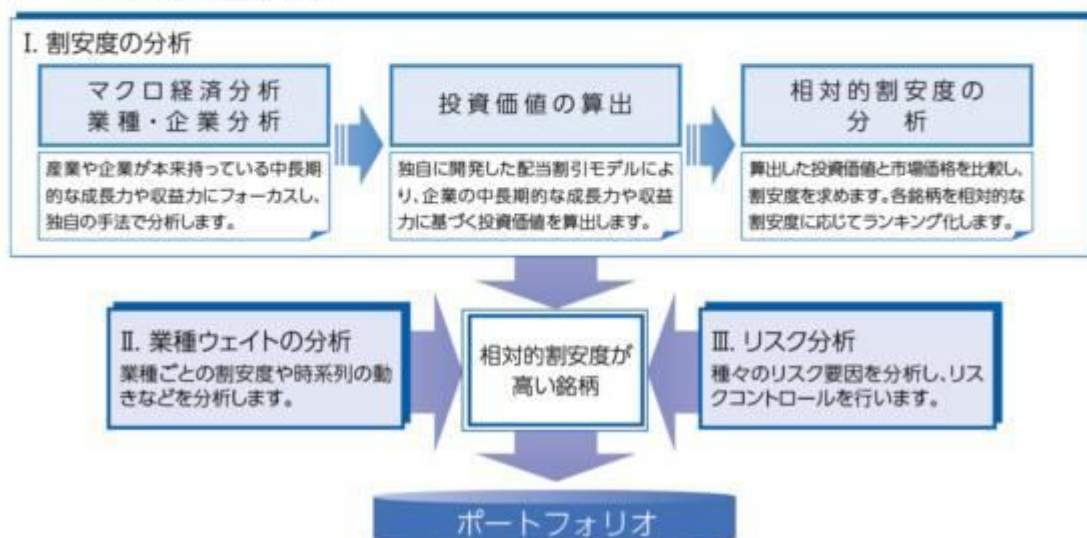 I. 割安度の分析
マクロ経済分析
業種・企業分析
産業や企業が本来持っている中長期
的な成長力や収益力にフォーカスし、
独自の手法で分析します。
投資価値の算出
独自に開発した配当割引モデルによ
り、企業の中長期的な成長力や収益
力に基づく投資価値を算出します。
相対的割安度の
分析
算出した投資価値と市場価格を比較し、
割安度を求めます。各銘柄を相対的な
割安度に応じてランキング化します。
Ⅱ. 業種ウェイトの分析
業種ごとの割安度や時系列の動
きなどを分析します。
相対的割安度が
高い銘柄
Ⅲ. リスク分析
種々のリスク要因を分析し、リス
クコントロールを行います。
ポートフォリオ